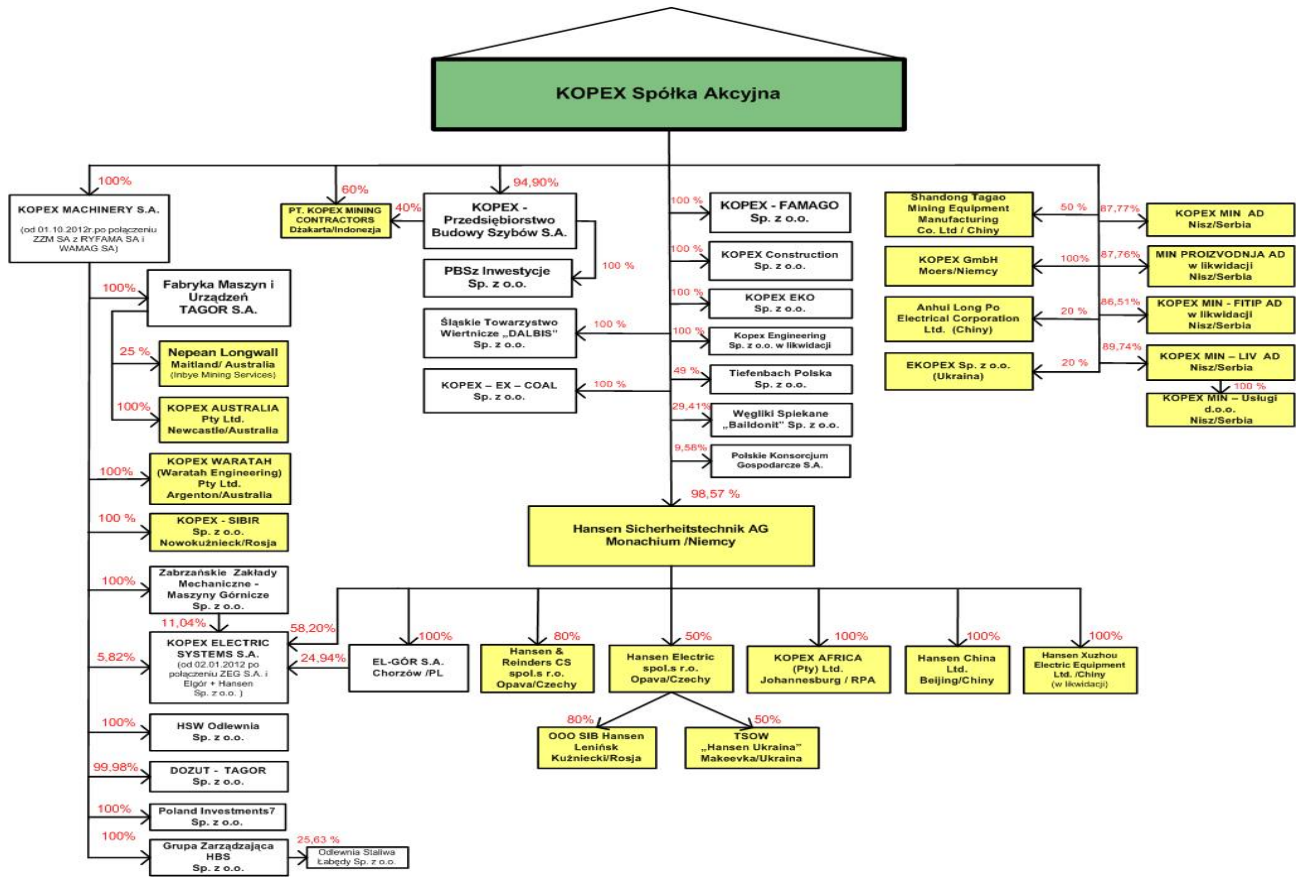 KOPEX Spółka Akcyjna
100%
KOPEX MACHINERY S.A.
(od 01.10.2012r.po połączeniu
ZZM SA z RYFAMA SA i
WAMAG SA)
60%
PT. KOPEX MINING
CONTRACTORS
Dżakarta/Indonezja
40%
94,90%
KOPEX -
Przedsiębiorstwo
Budowy Szybów S.A.
100 %
PBSz Inwestycje
Sp. z o.o.
Śląskie Towarzystwo
Wiertnicze „DALBIS"
Sp. z o.o.
100 %
KOPEX – EX – COAL
Sp. z o.o.
100 %
100 %
KOPEX - FAMAGO
Sp. z o.o.
100 %
KOPEX Construction
Sp. z o.o.
100 %
KOPEX EKO
Sp. z o.o.
100 %
Kopex Engineering
Sp. z o.o. w likwidacji
49 %
Tiefenbach Polska
Sp. z o.o.
29,41%
Węgliki Spiekane
„Baildonit" Sp. z o.o.
9,58%
Polskie Konsorcjum
Gospodarcze S.A.
Shandong Tagao
Mining Equipment
Manufacturing
Co. Ltd / Chiny
50 %
KOPEX GmbH
Moers/Niemcy
100%
Anhui Long Po
Electrical Corporation
Ltd. (Chiny)
20 %
EKOPEX Sp. z o.o.
(Ukraina)
20 %
87,77%
KOPEX MIN AD
Nisz/Serbia
87,76%
MIN PROIZVODNJA AD
w likwidacji
Nisz/Serbia
86,51%
KOPEX MIN - FITIP AD
w likwidacji
Nisz/Serbia
89,74%
KOPEX MIN – LIV AD
Nisz/Serbia
100 %
KOPEX MIN – Usługi
d.o.o.
Nisz/Serbia
100%
Fabryka Maszyn i
Urządzeń
TAGOR S.A.
25 %
Nepean Longwall
Maitland/ Australia
(Inbye Mining Services)
100%
KOPEX AUSTRALIA
Pty Ltd.
Newcastle/Australia
100%
KOPEX WARATAH
(Waratah Engineering)
Pty Ltd.
Argenton/Australia
100 %
KOPEX - SIBIR
Sp. z o.o.
Nowokuźnieck/Rosja
100%
Zabrzańskie Zakłady
Mechaniczne -
Maszyny Górnicze
Sp. z o.o.
11,04%
5,82%
KOPEX ELECTRIC
SYSTEMS S.A.
(od 02.01.2012 po
połączeniu ZEG S.A. i
Elgór + Hansen
Sp. z o.o. )
58,20%
24,94%
100%
HSW Odlewnia
Sp. z o.o.
99,98%
DOZUT - TAGOR
Sp. z o.o.
100%
Poland Investments7
Sp. z o.o.
100%
Grupa Zarządzająca
HBS
Sp. z o.o.
25,63 %
Odlewnia Staliwa
Łabędy Sp. z o.o.
98,57 %
Hansen Sicherheitstechnik AG
Monachium /Niemcy
100%
EL-GÓR S.A.
Chorzów /PL
80%
Hansen &
Reinders CS
spol.s r.o.
Opava/Czechy
50%
Hansen Electric
spol.s r.o.
Opava/Czechy
100%
KOPEX AFRICA
(Pty) Ltd.
Johannesburg / RPA
100%
Hansen China
Ltd.
Beijing/Chiny
100%
Hansen Xuzhou
Electric Equipment
Ltd. /Chiny
(w likwidacji)
80%
OOO SIB Hansen
Lenińsk
Kuźniecki/Rosja
50%
TSOW
„Hansen Ukraina"
Makeevka/Ukraina